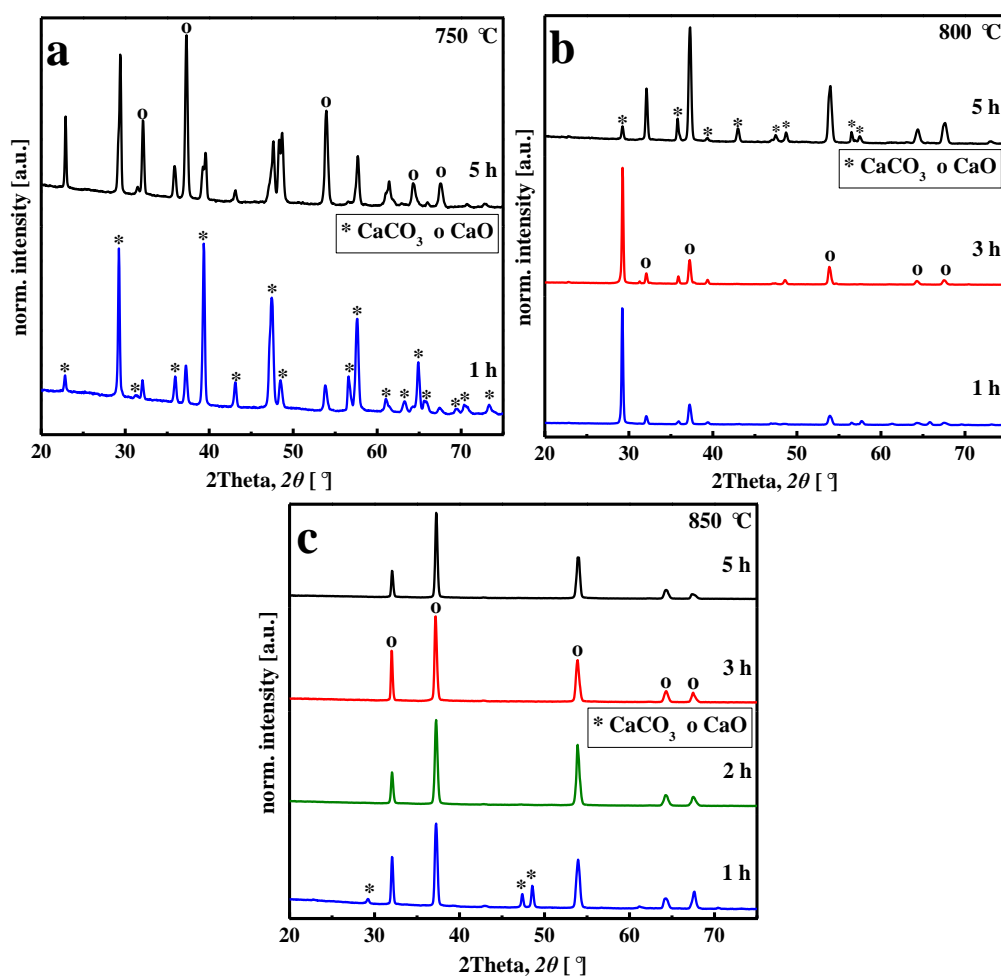 a
750 °C
5 h
* CaCO3 o CaO
1 h
norm. intensity [a.u.]
20 30 40 50 60 70
2Theta, 2θ [ °]
b
800 °C
5 h
* CaCO3 o CaO
3 h
1 h
norm. intensity [a.u.]
20 30 40 50 60 70
2Theta, 2θ [ °]
c
850 °C
5 h
3 h
* CaCO3 o CaO
2 h
1 h
norm. intensity [a.u.]
20 30 40 50 60 70
2Theta, 2θ [ °]